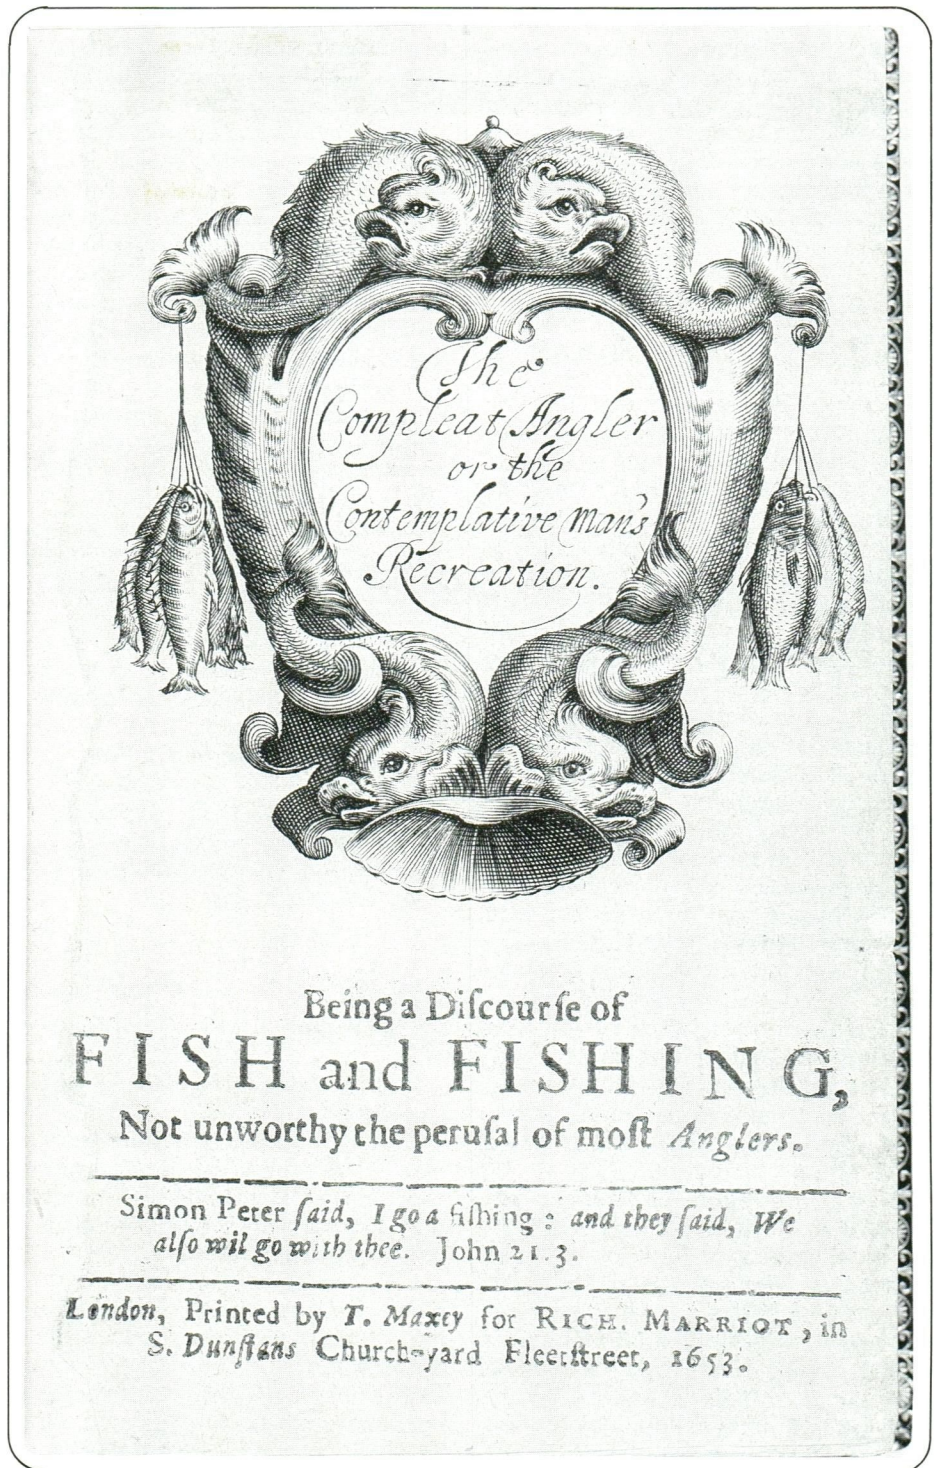 The
Compleat Angler
or the
Contemplative Man's
Recreation.
Being a Diſcourſe of
FISH and FISHING,
Not unworthy the peruſal of moſt Anglers.
Simon Peter ſaid, I go a fiſhing : and they ſaid, We
alſo wil go with thee. John 21. 3.
London, Printed by T. Maxey for RICH. MARRIOT, in
S. Dunſtans Church-yard Fleetſtreet, 1653.